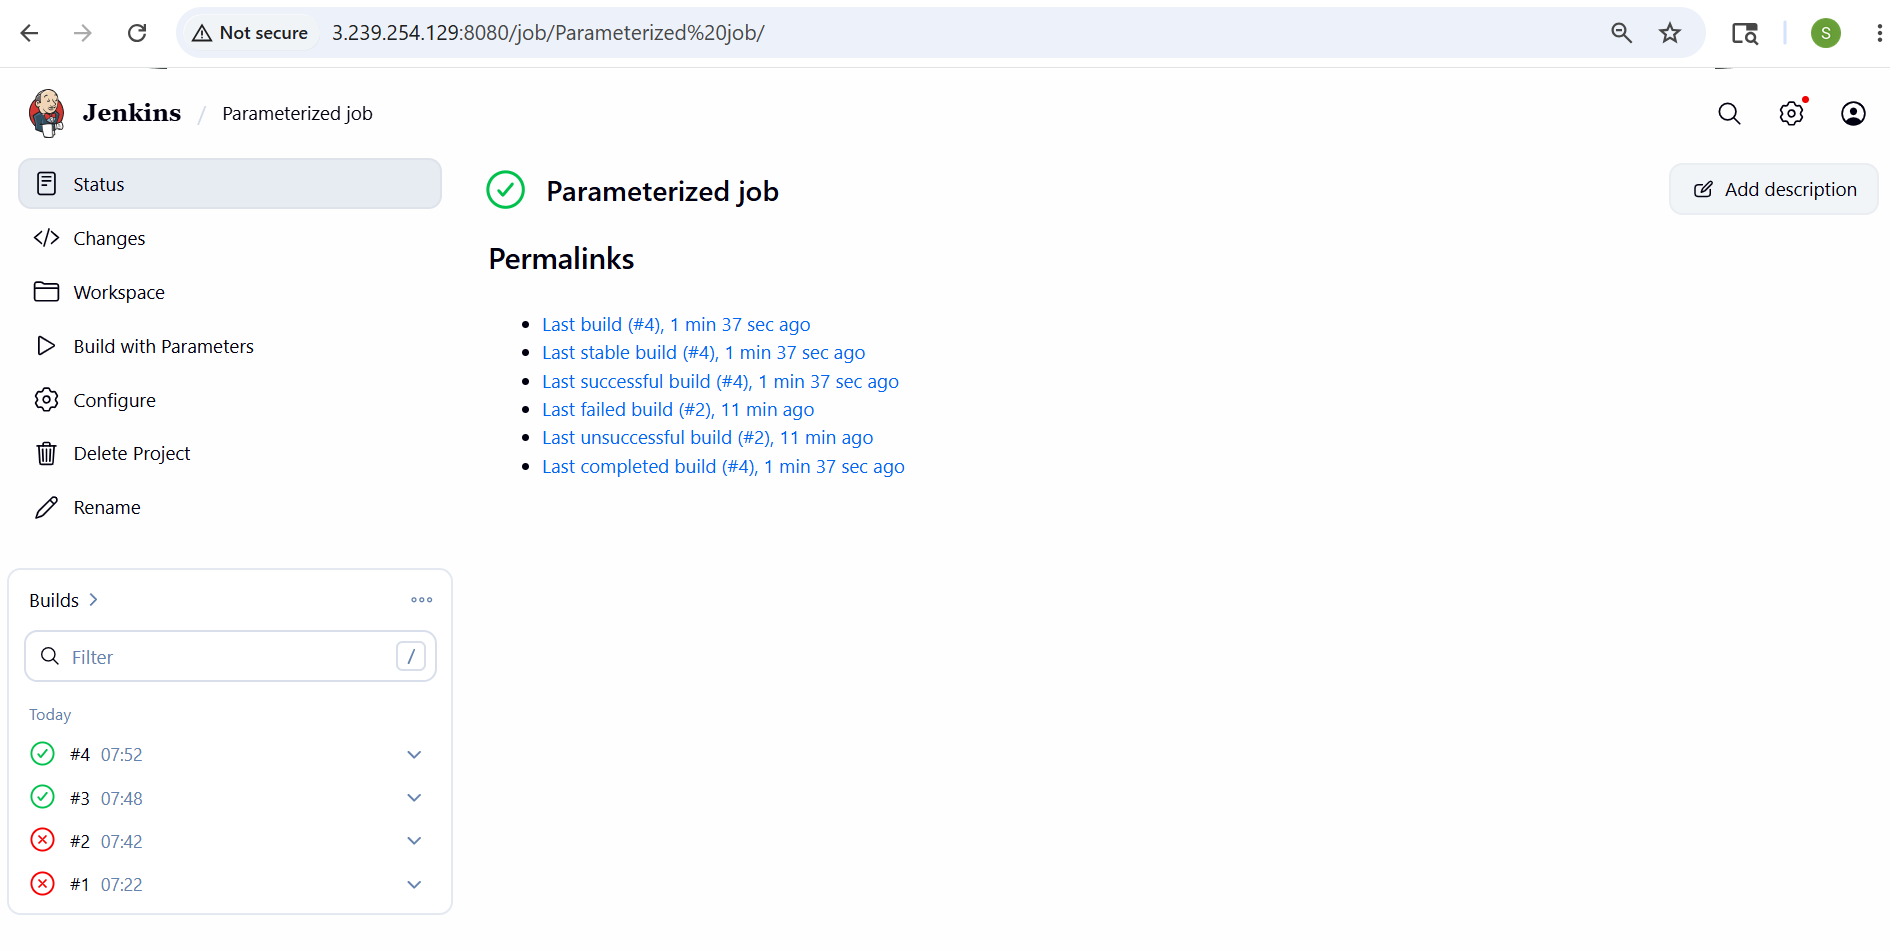 Not secure 3.239.254.129:8080/job/Parameterized%20job/ S
Jenkins / Parameterized job
Status
Changes
Workspace
Build with Parameters
Configure
Delete Project
Rename
Parameterized job
Add description
Permalinks
Last build (#4), 1 min 37 sec ago
Last stable build (#4), 1 min 37 sec ago
Last successful build (#4), 1 min 37 sec ago
Last failed build (#2), 11 min ago
Last unsuccessful build (#2), 11 min ago
Last completed build (#4), 1 min 37 sec ago
Builds
Filter /
Today
#4 07:52
#3 07:48
#2 07:42
#1 07:22